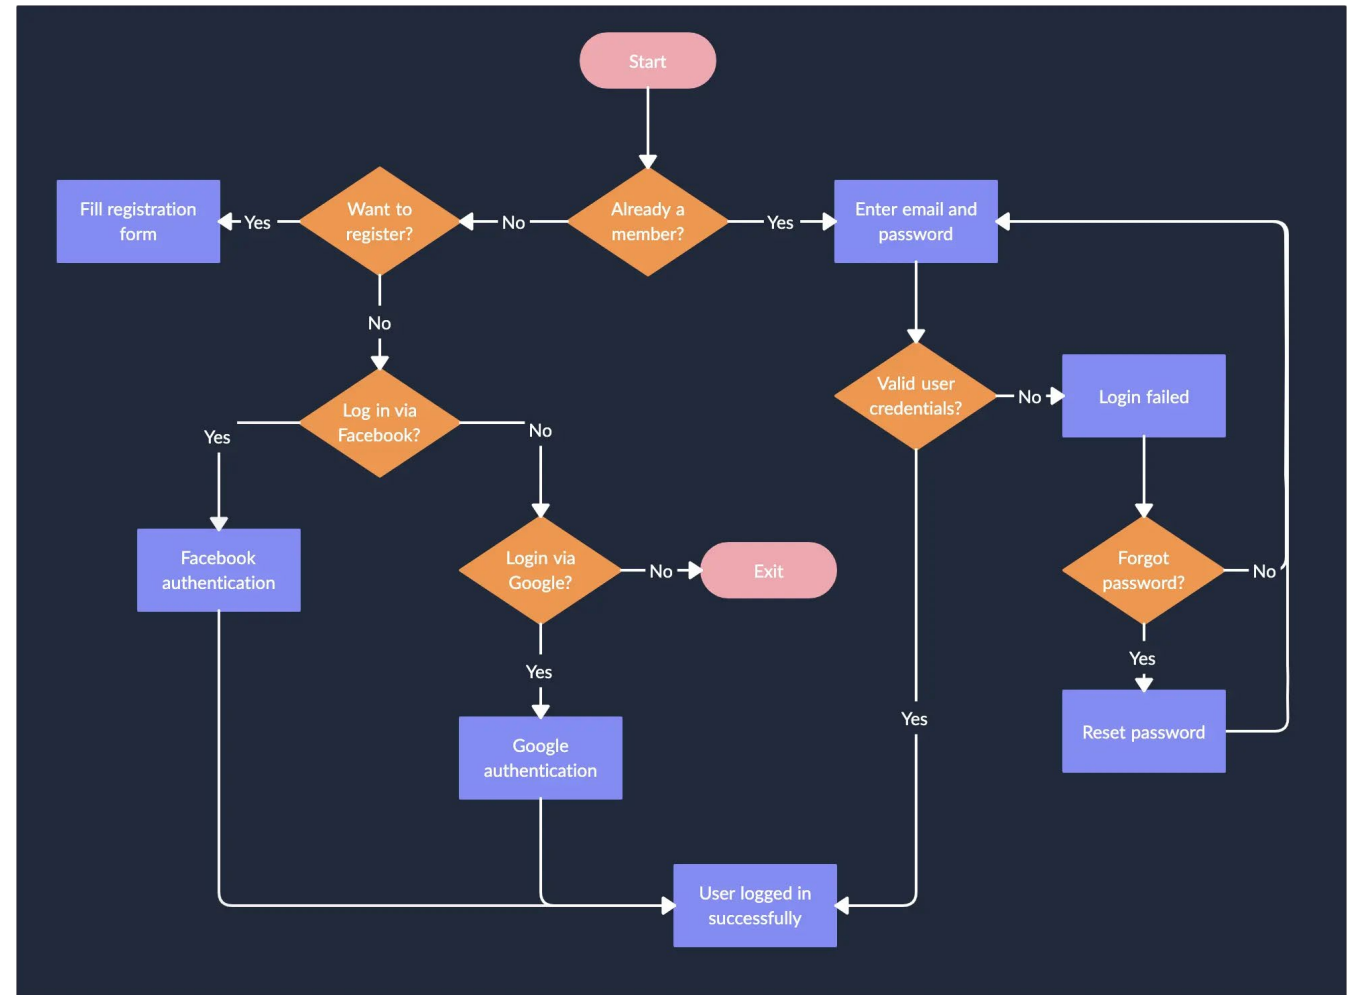 Start
Fill registration
form
Yes
Want to
register?
No
Already a
member?
Yes
Enter email and
password
No
Valid user
credentials?
No
Login failed
Log in via
Facebook?
Yes
No
Facebook
authentication
Login via
Google?
No
Exit
Forgot
password?
No
Yes
Yes
Reset password
Yes
Google
authentication
User logged in
successfully